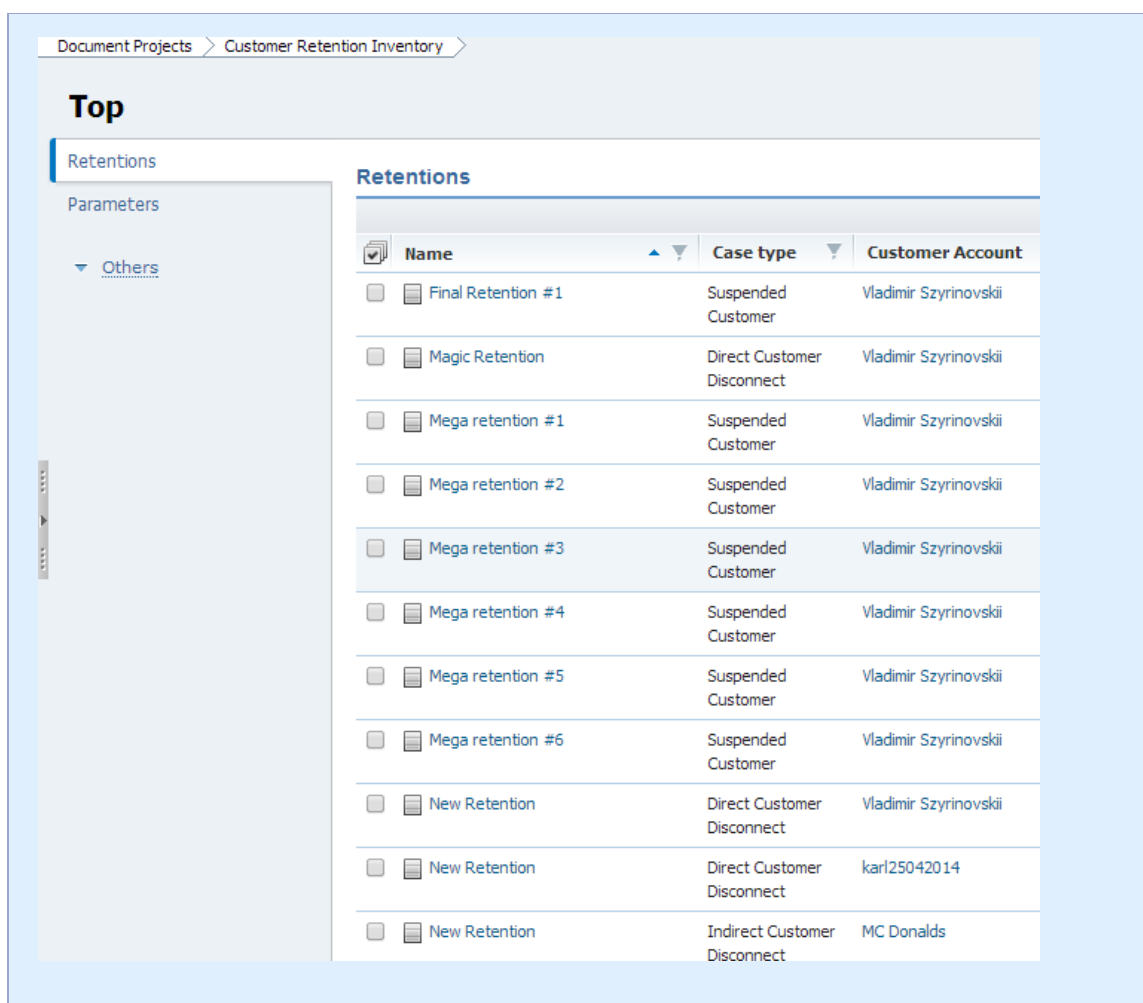 Document Projects > Customer Retention Inventory >
Top
Retentions
Parameters
Others
Retentions
Name Case type Customer Account
Final Retention #1 Suspended Customer Vladimir Szyrinovskii
Magic Retention Direct Customer Disconnect Vladimir Szyrinovskii
Mega retention #1 Suspended Customer Vladimir Szyrinovskii
Mega retention #2 Suspended Customer Vladimir Szyrinovskii
Mega retention #3 Suspended Customer Vladimir Szyrinovskii
Mega retention #4 Suspended Customer Vladimir Szyrinovskii
Mega retention #5 Suspended Customer Vladimir Szyrinovskii
Mega retention #6 Suspended Customer Vladimir Szyrinovskii
New Retention Direct Customer Disconnect Vladimir Szyrinovskii
New Retention Direct Customer Disconnect karl25042014
New Retention Indirect Customer Disconnect MC Donalds